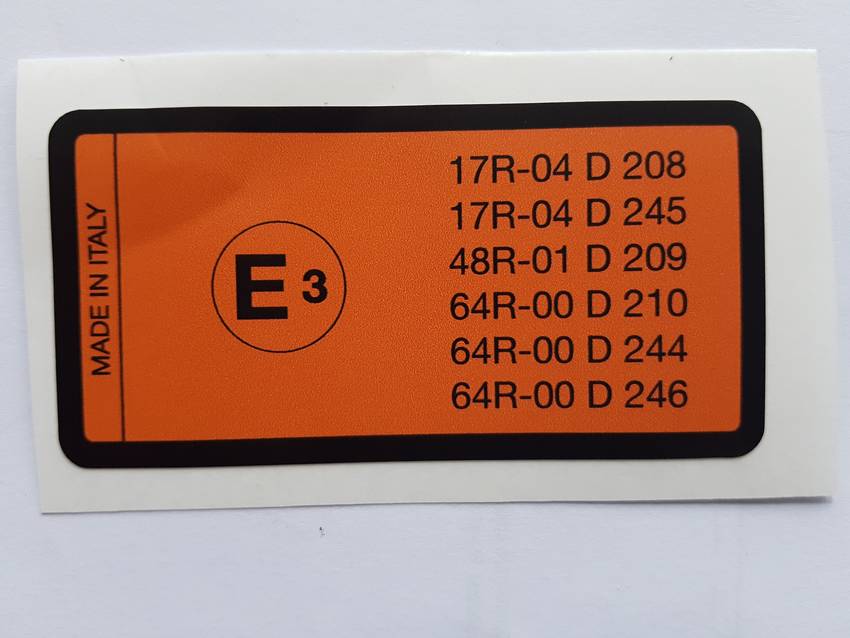 MADE IN ITALY
E 3
17R-04 D 208
17R-04 D 245
48R-01 D 209
64R-00 D 210
64R-00 D 244
64R-00 D 246